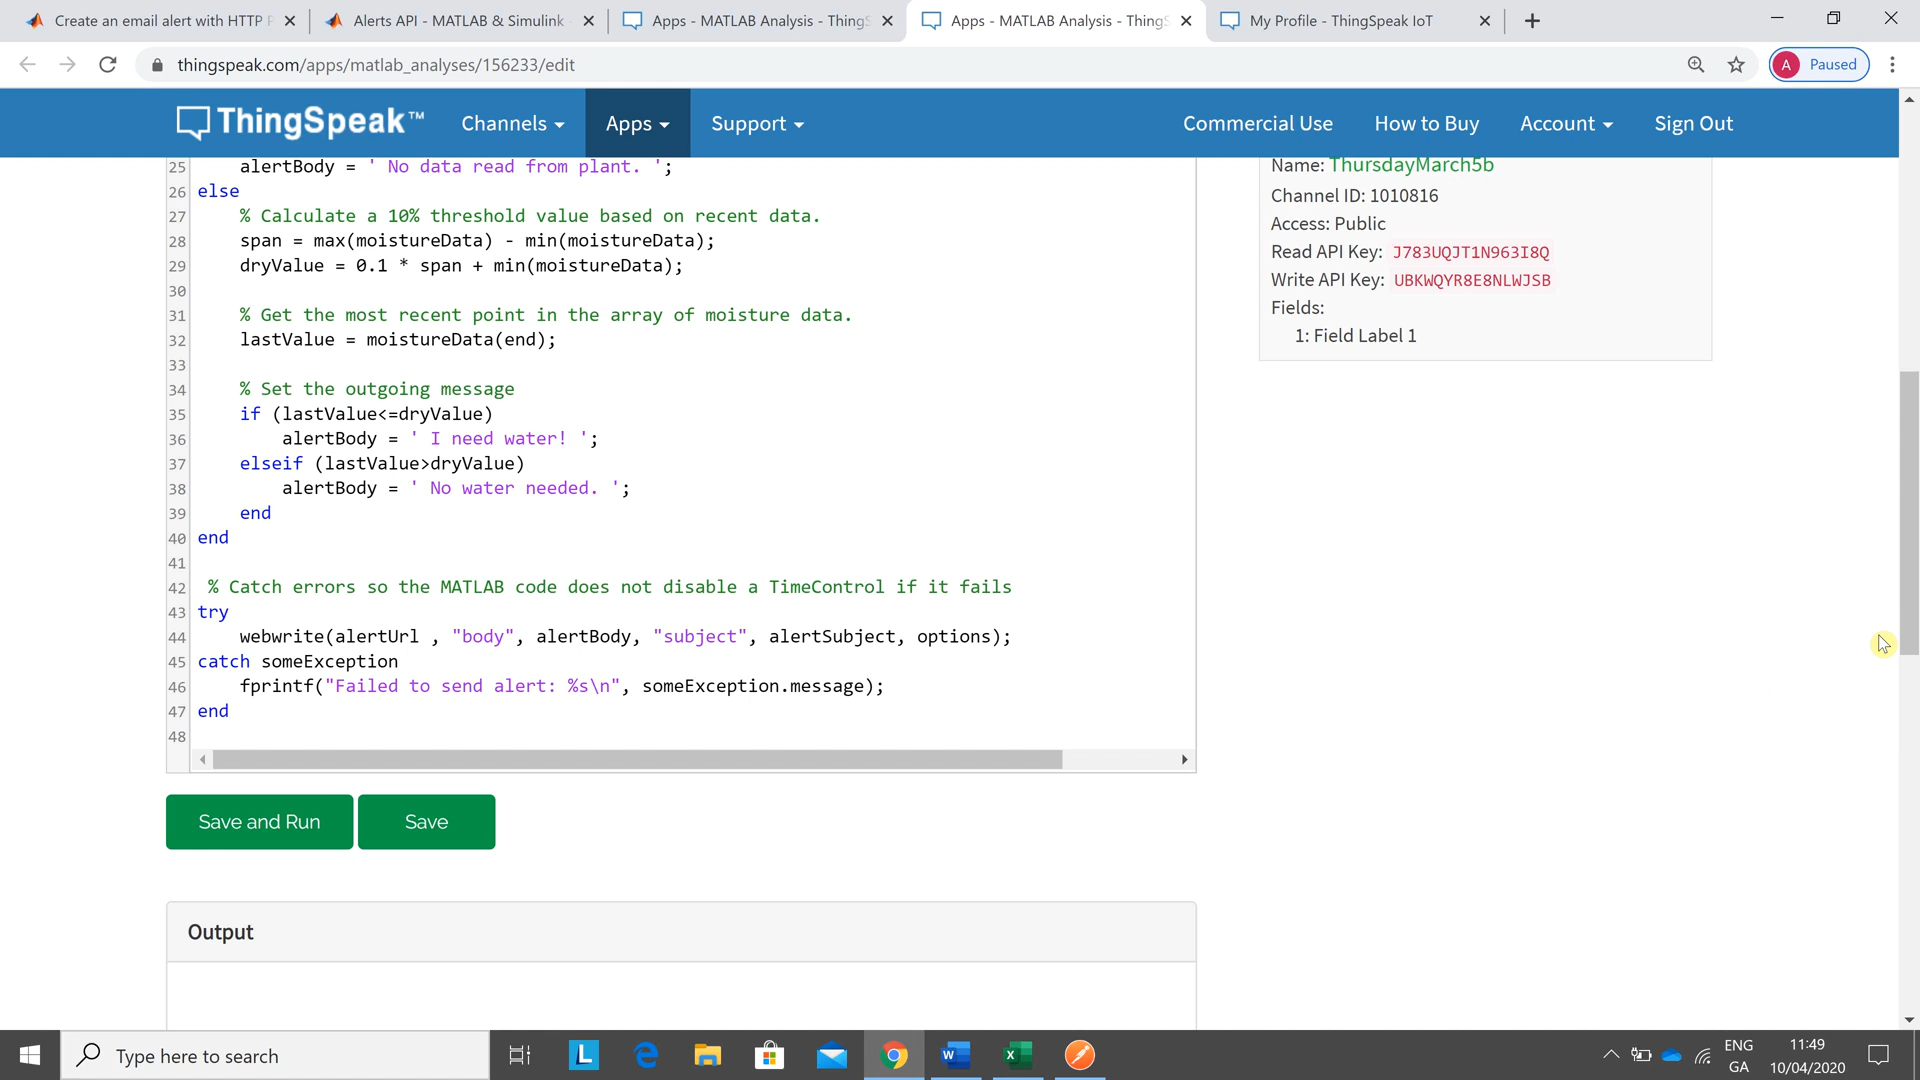 Create an email alert with HTTP P
Alerts API - MATLAB & Simulink
Apps - MATLAB Analysis - ThingS
Apps - MATLAB Analysis - ThingS
My Profile - ThingSpeak IoT
thingspeak.com/apps/matlab_analyses/156233/edit
A Paused
ThingSpeak™
Channels
Apps
Support
Commercial Use
How to Buy
Account
Sign Out
25 alertBody = ' No data read from plant. ';
26 else
27 % Calculate a 10% threshold value based on recent data.
28 span = max(moistureData) - min(moistureData);
29 dryValue = 0.1 * span + min(moistureData);
30
31 % Get the most recent point in the array of moisture data.
32 lastValue = moistureData(end);
33
34 % Set the outgoing message
35 if (lastValue<=dryValue)
36 alertBody = ' I need water! ';
37 elseif (lastValue>dryValue)
38 alertBody = ' No water needed. ';
39 end
40 end
41
42 % Catch errors so the MATLAB code does not disable a TimeControl if it fails
43 try
44 webwrite(alertUrl , "body", alertBody, "subject", alertSubject, options);
45 catch someException
46 fprintf("Failed to send alert: %s\n", someException.message);
47 end
48
Name: ThursdayMarch5b
Channel ID: 1010816
Access: Public
Read API Key: J783UQJT1N963I8Q
Write API Key: UBKWQYR8E8NLWJSB
Fields:
1: Field Label 1
Save and Run
Save
Output
Type here to search
L
W
X
ENG
GA
11:49
10/04/2020